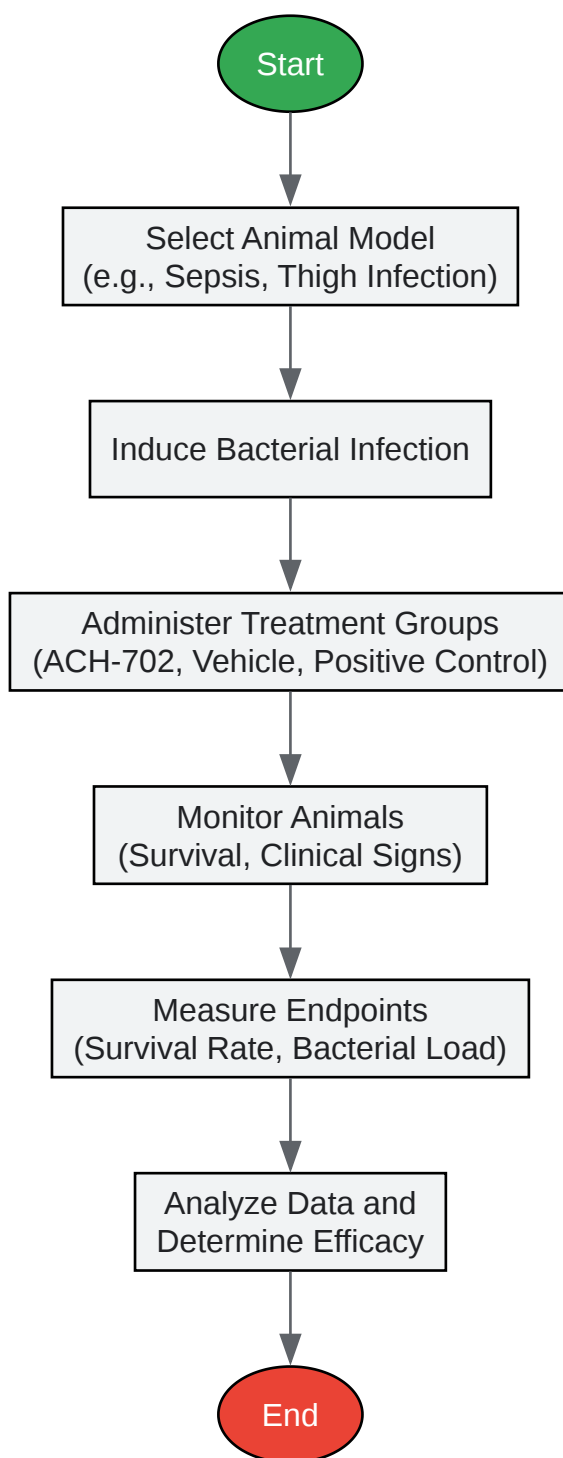 Start
Select Animal Model
(e.g., Sepsis, Thigh Infection)
Induce Bacterial Infection
Administer Treatment Groups
(ACH-702, Vehicle, Positive Control)
Monitor Animals
(Survival, Clinical Signs)
Measure Endpoints
(Survival Rate, Bacterial Load)
Analyze Data and
Determine Efficacy
End